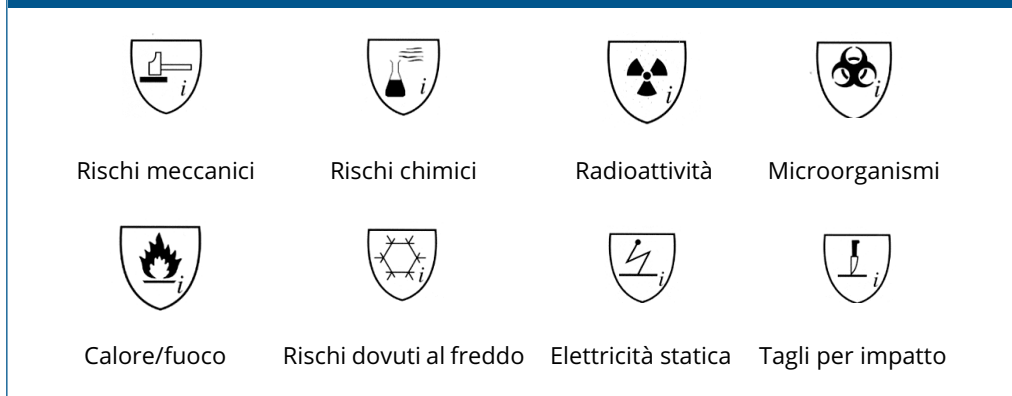 i i i i
Rischi meccanici Rischi chimici Radioattività Microorganismi
i i i i
Calore/fuoco Rischi dovuti al freddo Elettricità statica Tagli per impatto